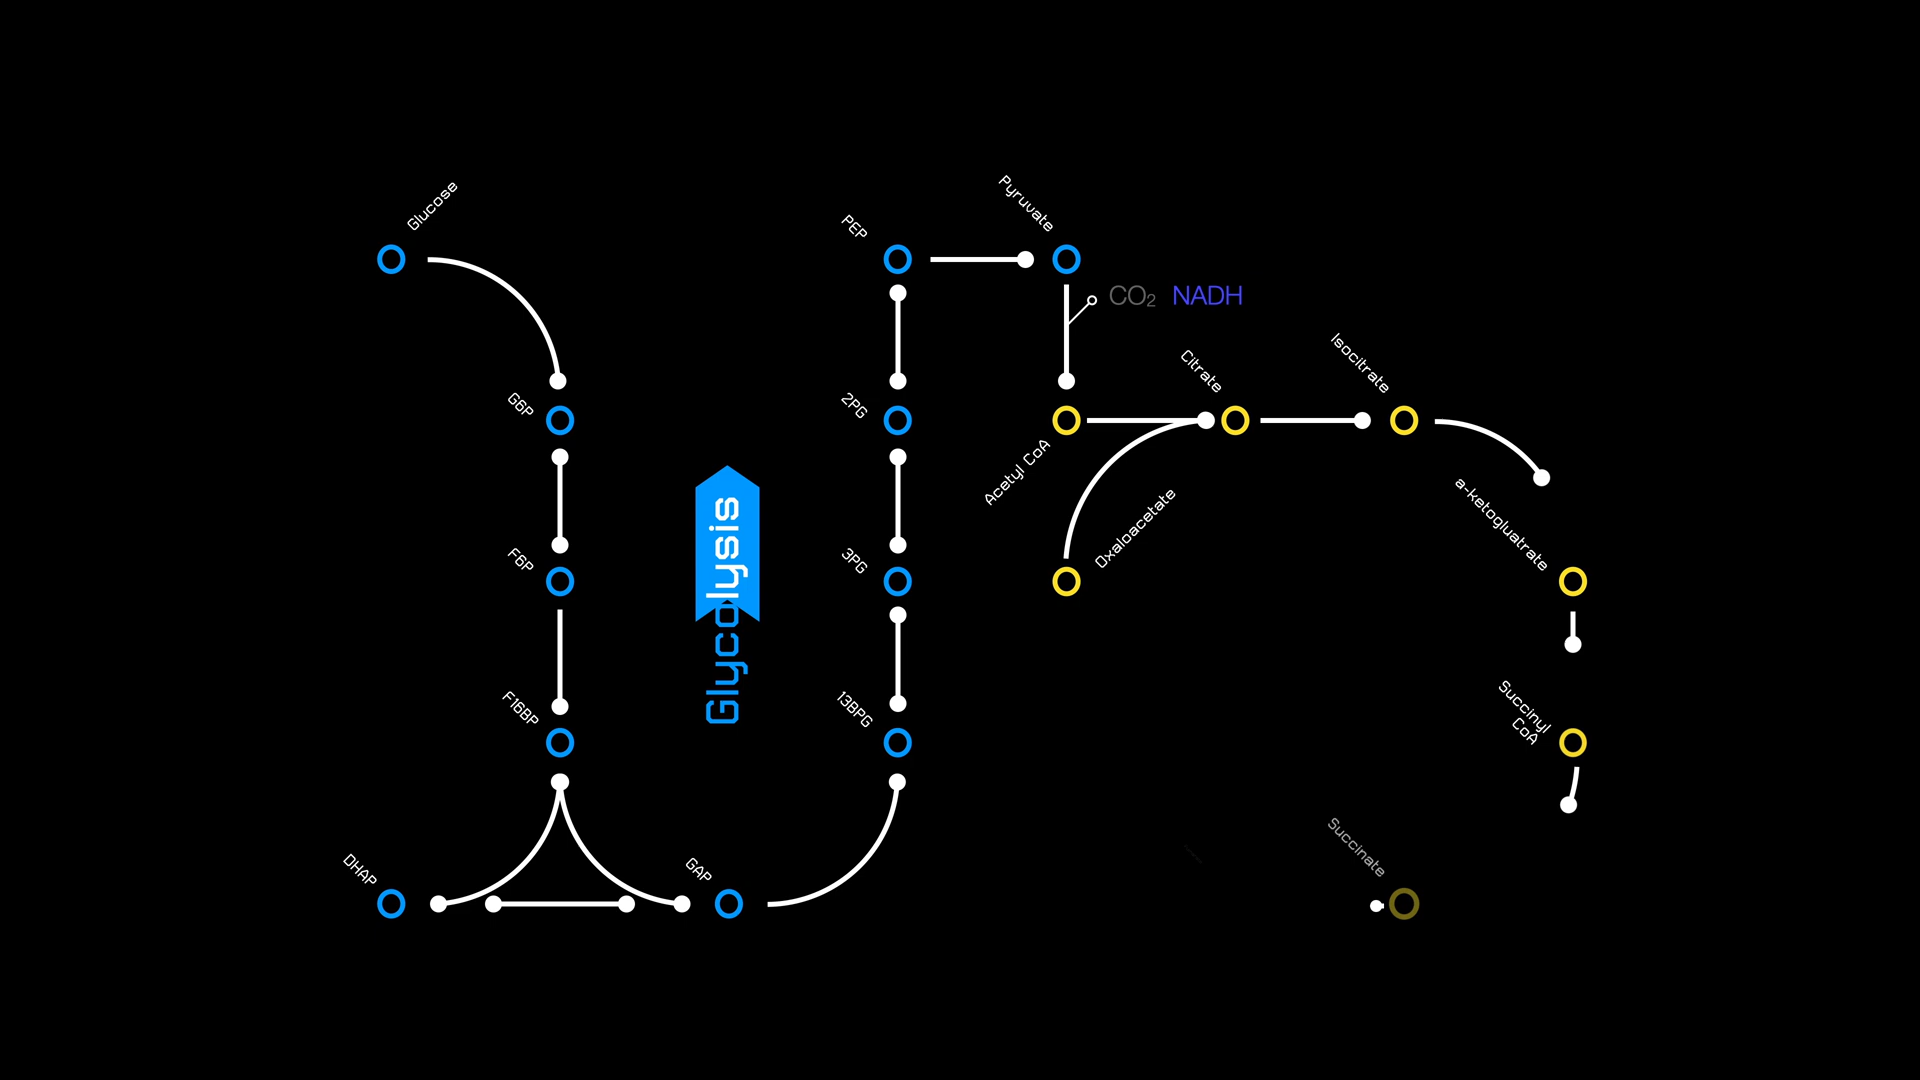 Glucose
G6P
F6P
F16BP
DHAP
GAP
Glycolysis
13BPG
3PG
2PG
PEP
Pyruvate
CO₂ NADH
Acetyl CoA
Oxaloacetate
Citrate
Isocitrate
a-ketogluatrate
Succinyl
CoA
Succinate